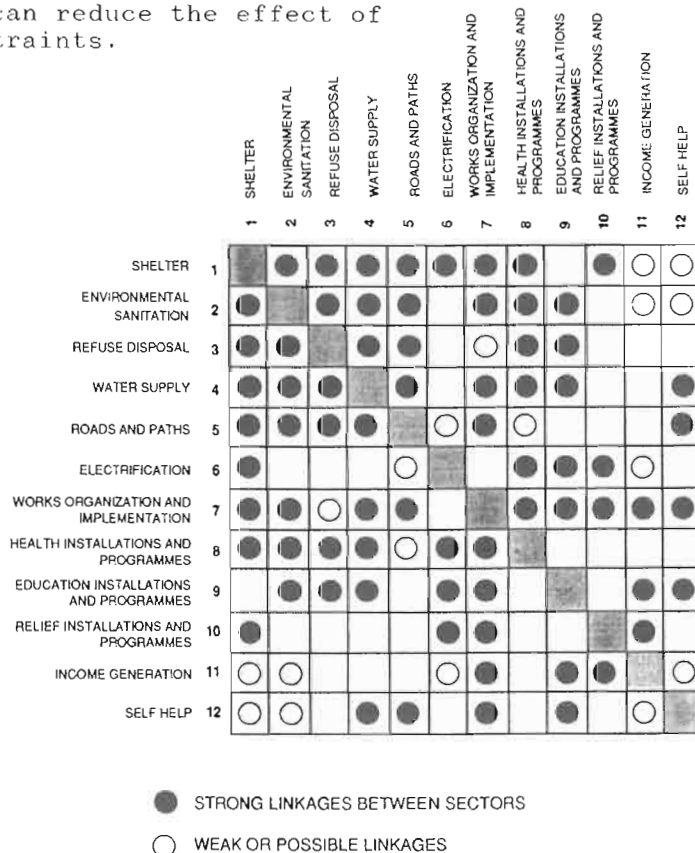 can reduce the effect of
traints.
SHELTER
ENVIRONMENTAL
SANITATION
REFUSE DISPOSAL
WATER SUPPLY
ROADS AND PATHS
ELECTRIFICATION
WORKS ORGANIZATION AND
IMPLEMENTATION
HEALTH INSTALLATIONS AND
PROGRAMMES
EDUCATION INSTALLATIONS
AND PROGRAMMES
RELIEF INSTALLATIONS AND
PROGRAMMES
INCOME GENERATION
SELF HELP
1 2 3 4 5 6 7 8 9 10 11 12
SHELTER 1
ENVIRONMENTAL
SANITATION 2
REFUSE DISPOSAL 3
WATER SUPPLY 4
ROADS AND PATHS 5
ELECTRIFICATION 6
WORKS ORGANIZATION AND
IMPLEMENTATION 7
HEALTH INSTALLATIONS AND
PROGRAMMES 8
EDUCATION INSTALLATIONS
AND PROGRAMMES 9
RELIEF INSTALLATIONS AND
PROGRAMMES 10
INCOME GENERATION 11
SELF HELP 12
STRONG LINKAGES BETWEEN SECTORS
WEAK OR POSSIBLE LINKAGES